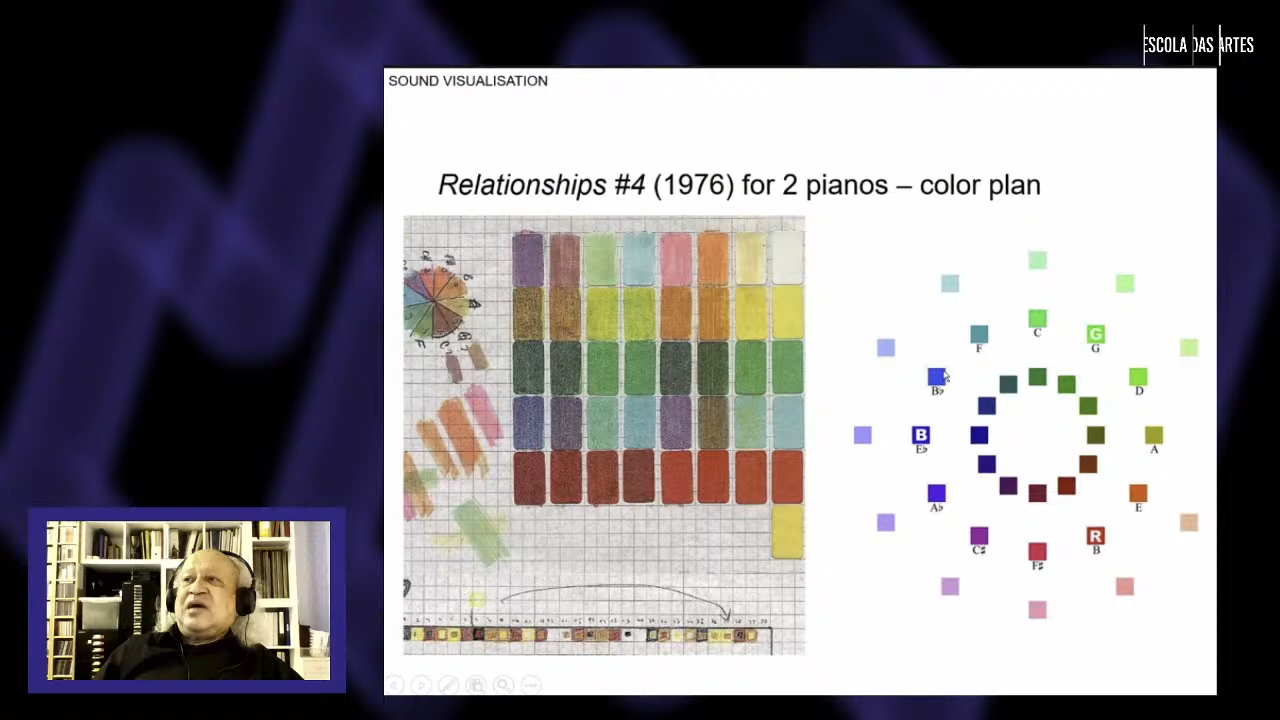 ESCOLA DAS ARTES
SOUND VISUALISATION
Relationships #4 (1976) for 2 pianos – color plan
C
F
G
G
B♭
D
B
E♭
A
A♭
E
C♯
R
B
F♯